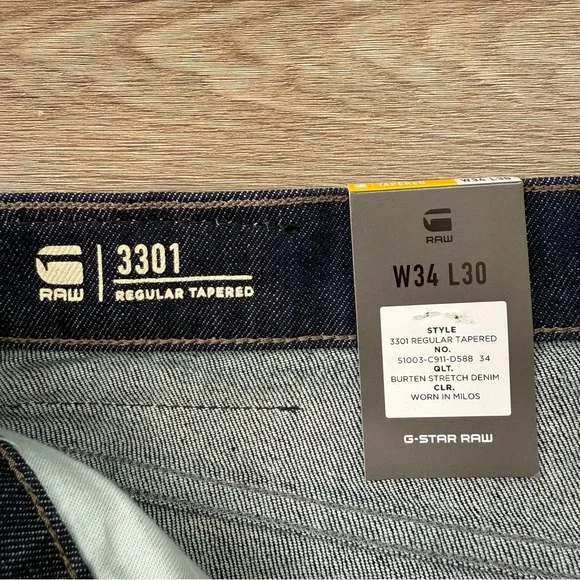 RAW
3301
REGULAR TAPERED
TAPERED W34 L30
RAW
W34 L30
STYLE
3301 REGULAR TAPERED
NO.
51003-C911-D588 34
QLT.
BURTEN STRETCH DENIM
CLR.
WORN IN MILOS
G-STAR RAW